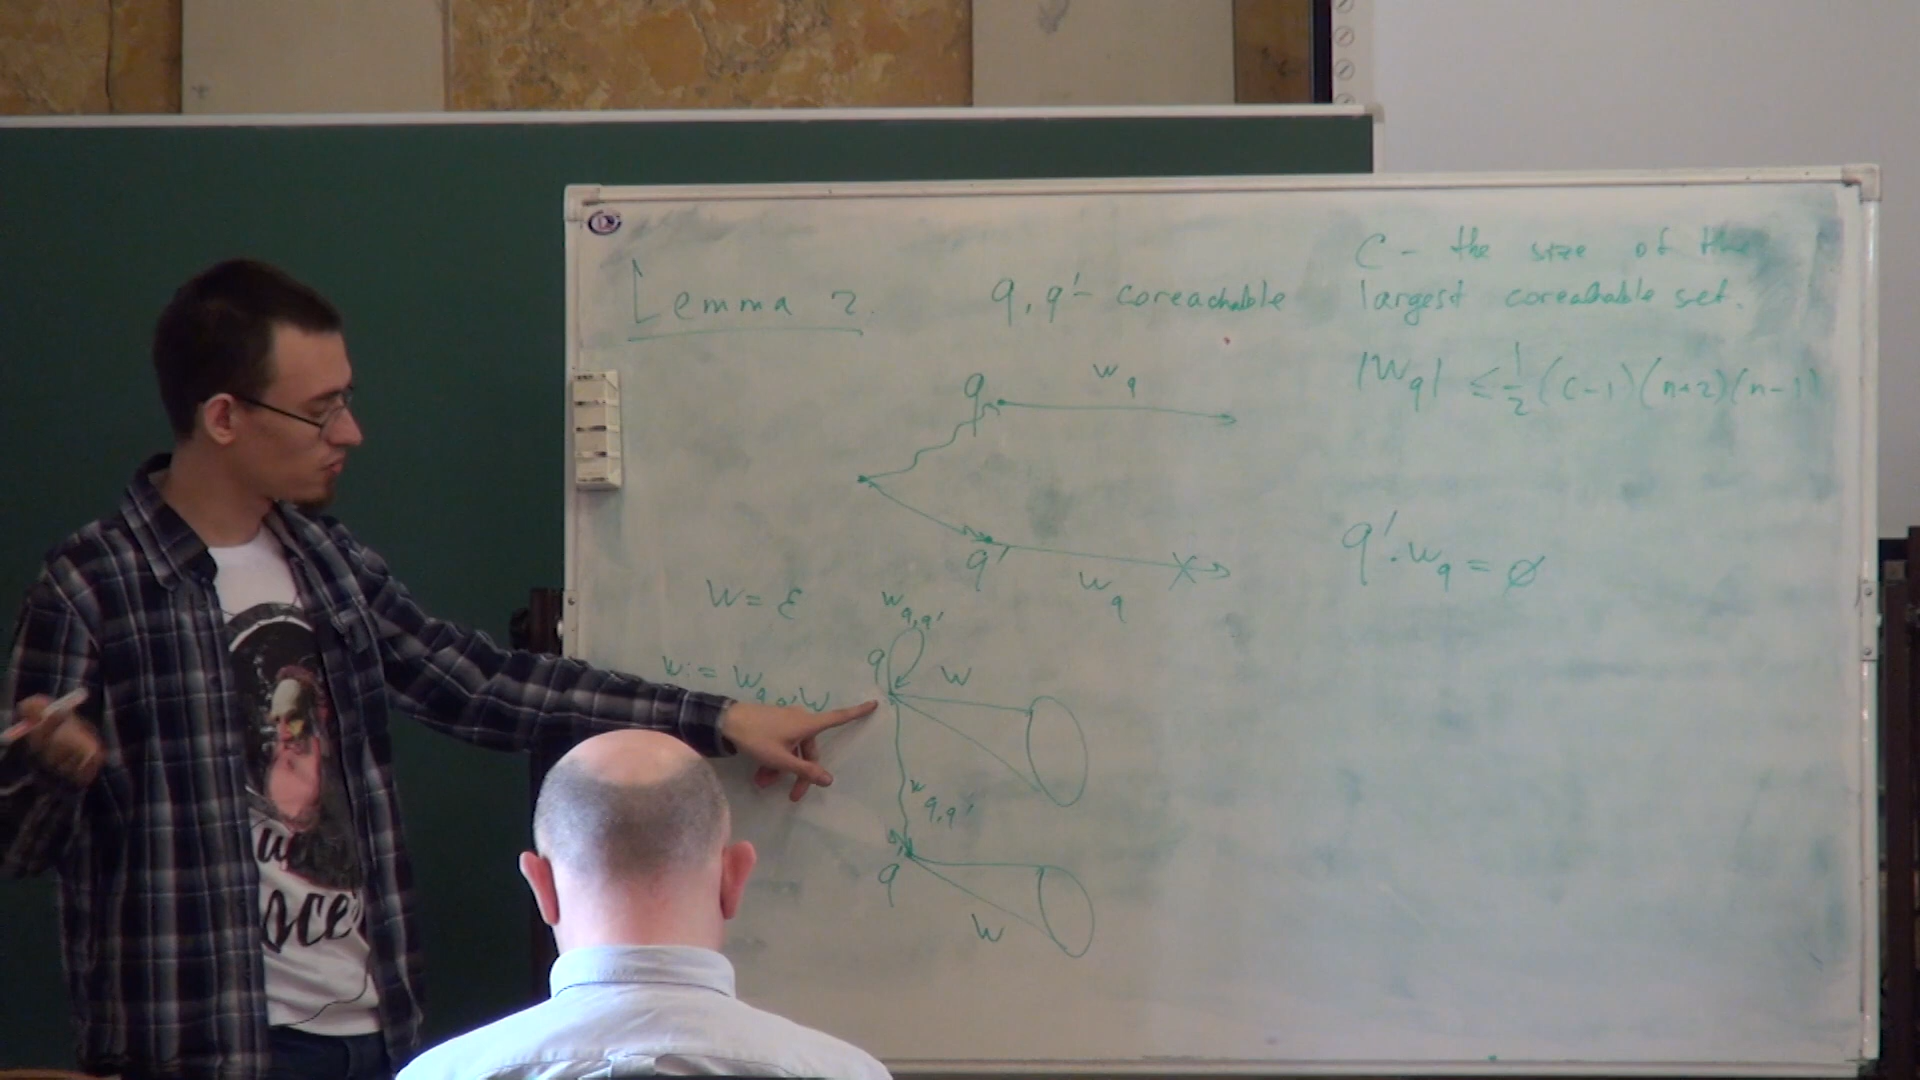 Lemma 2.
q, q' - coreachable
C - the size of the
largest coreachable set.
|w_q| ≤ 1/2 (c-1)(n+2)(n-1)
q
w_q
q'
w_q
q'.w_q = ∅
W = ε
w_{q,q'}
q
W
w_{q,q'}
q
W